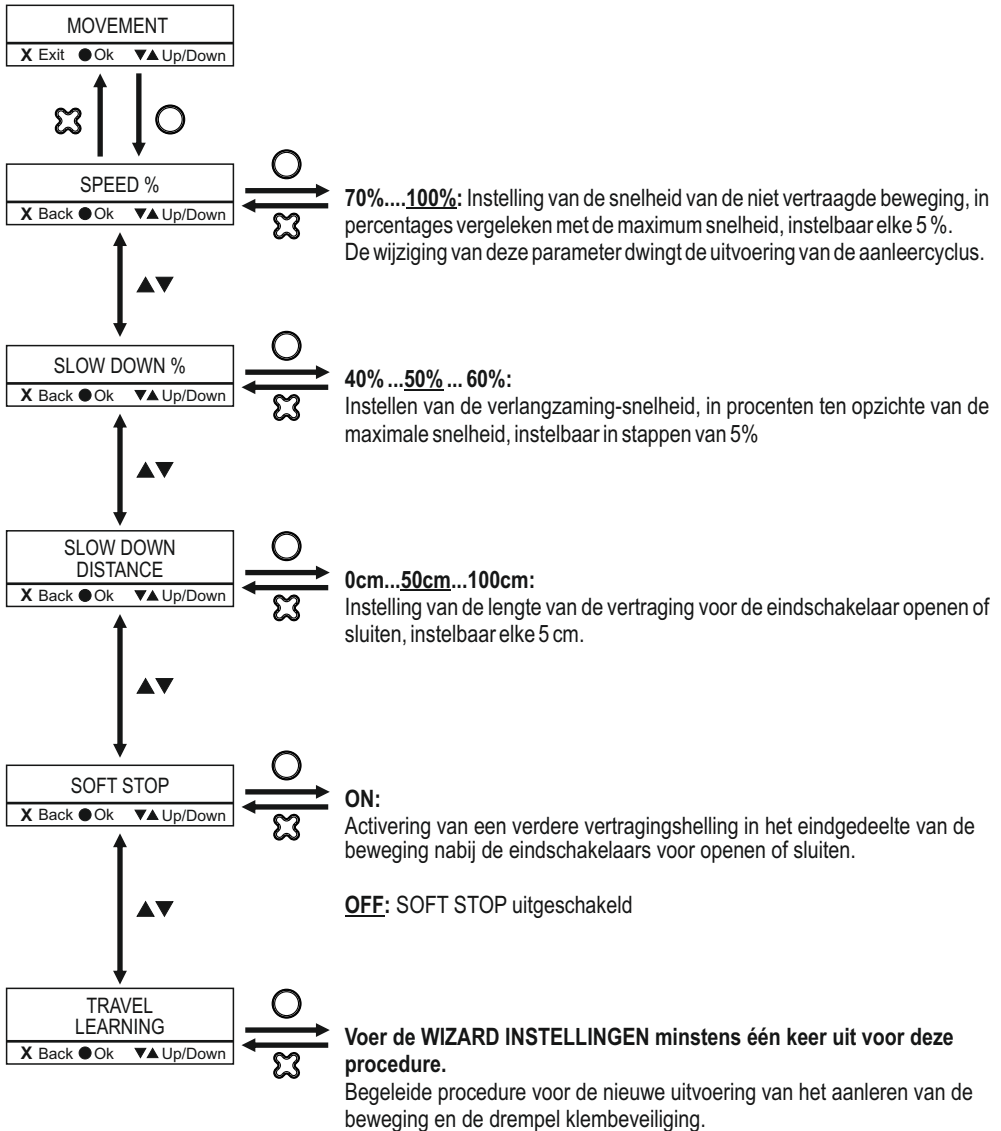 MOVEMENT
X Exit ●Ok ▼▲Up/Down
SPEED %
X Back ●Ok ▼▲Up/Down
70%....100%: Instelling van de snelheid van de niet vertraagde beweging, in
percentages vergeleken met de maximum snelheid, instelbaar elke 5 %.
De wijziging van deze parameter dwingt de uitvoering van de aanleercyclus.
▲▼
SLOW DOWN %
X Back ●Ok ▼▲Up/Down
40% ...50% ... 60%:
Instellen van de verlangzaming-snelheid, in procenten ten opzichte van de
maximale snelheid, instelbaar in stappen van 5%
▲▼
SLOW DOWN
DISTANCE
X Back ●Ok ▼▲Up/Down
0cm...50cm...100cm:
Instelling van de lengte van de vertraging voor de eindschakelaar openen of
sluiten, instelbaar elke 5 cm.
▲▼
SOFT STOP
X Back ●Ok ▼▲Up/Down
ON:
Activering van een verdere vertragingshelling in het eindgedeelte van de
beweging nabij de eindschakelaars voor openen of sluiten.
OFF: SOFT STOP uitgeschakeld
▲▼
TRAVEL
LEARNING
X Back ●Ok ▼▲Up/Down
Voer de WIZARD INSTELLINGEN minstens één keer uit voor deze
procedure.
Begeleide procedure voor de nieuwe uitvoering van het aanleren van de
beweging en de drempel klembeveiliging.